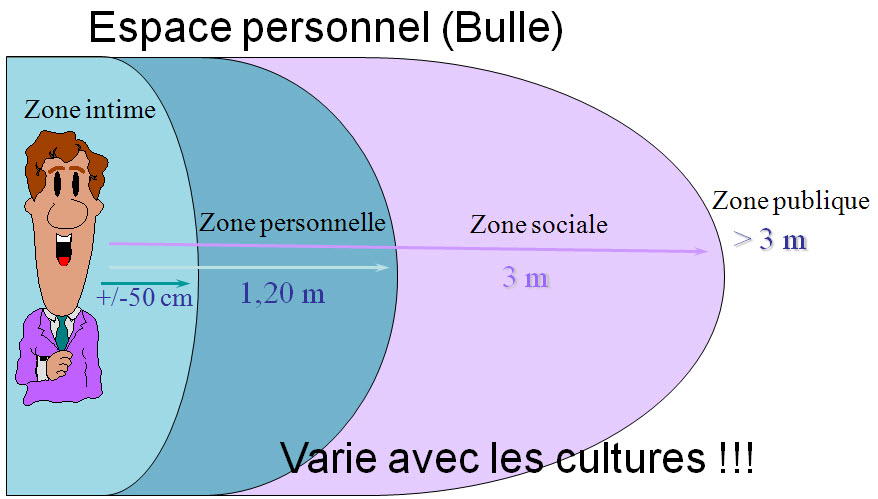 Espace personnel (Bulle)
Zone intime
Zone personnelle
Zone sociale
Zone publique
> 3 m
+/-50 cm
1,20 m
3 m
Varie avec les cultures !!!